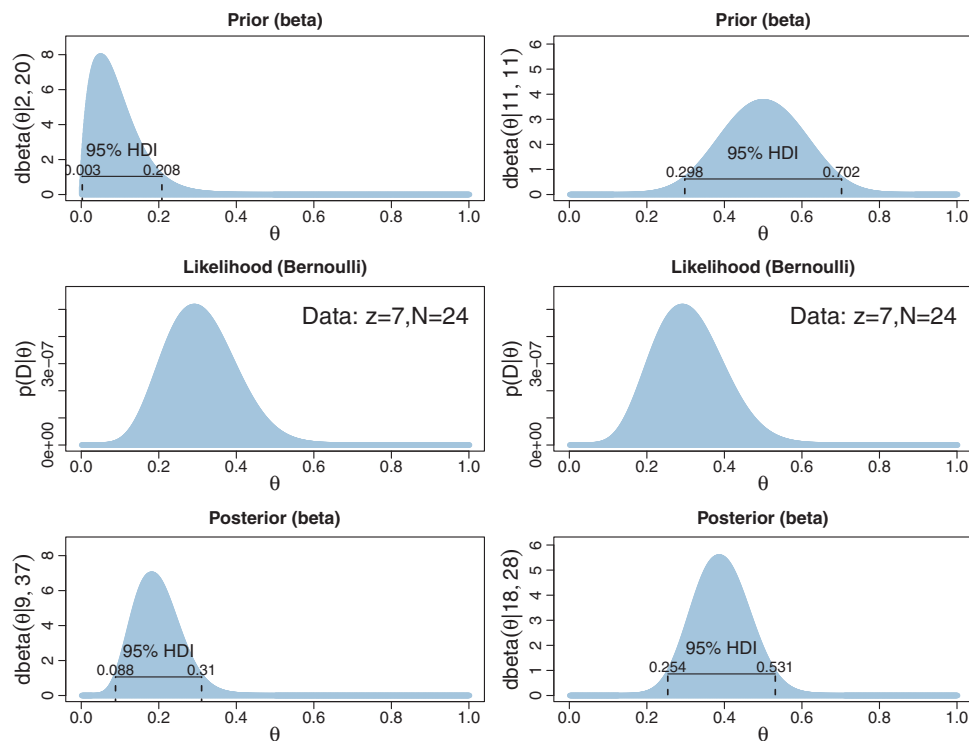 Prior (beta)
dbeta(θ|2, 20)
0 2 4 6 8
95% HDI
0.003 0.208
0.0 0.2 0.4 0.6 0.8 1.0
θ
Prior (beta)
dbeta(θ|11, 11)
0 1 2 3 4 5 6
95% HDI
0.298 0.702
0.0 0.2 0.4 0.6 0.8 1.0
θ
Likelihood (Bernoulli)
p(D|θ)
0e+00 3e-07
Data: z=7,N=24
0.0 0.2 0.4 0.6 0.8 1.0
θ
Likelihood (Bernoulli)
p(D|θ)
0e+00 3e-07
Data: z=7,N=24
0.0 0.2 0.4 0.6 0.8 1.0
θ
Posterior (beta)
dbeta(θ|9, 37)
0 2 4 6 8
95% HDI
0.088 0.31
0.0 0.2 0.4 0.6 0.8 1.0
θ
Posterior (beta)
dbeta(θ|18, 28)
0 1 2 3 4 5 6
95% HDI
0.254 0.531
0.0 0.2 0.4 0.6 0.8 1.0
θ